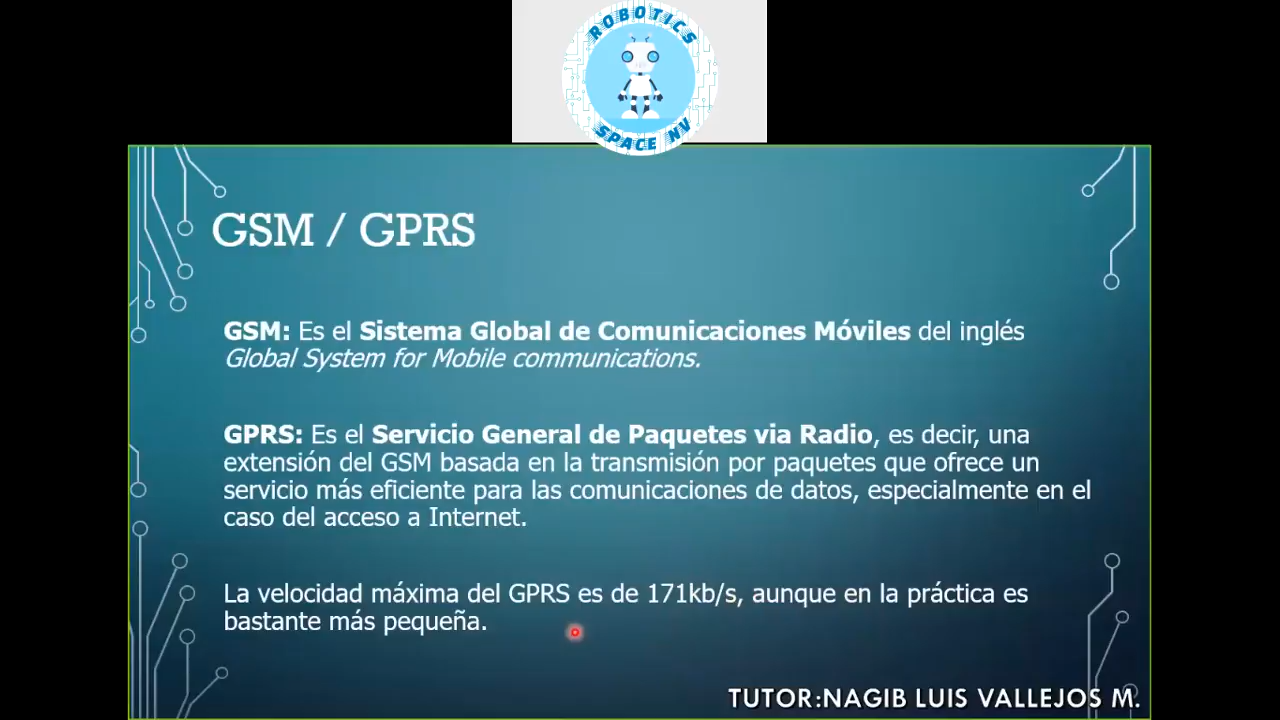 ROBOTICS
SPACE NV
GSM / GPRS
GSM: Es el Sistema Global de Comunicaciones Móviles del inglés
Global System for Mobile communications.
GPRS: Es el Servicio General de Paquetes via Radio, es decir, una
extensión del GSM basada en la transmisión por paquetes que ofrece un
servicio más eficiente para las comunicaciones de datos, especialmente en el
caso del acceso a Internet.
La velocidad máxima del GPRS es de 171kb/s, aunque en la práctica es
bastante más pequeña.
TUTOR:NAGIB LUIS VALLEJOS M.